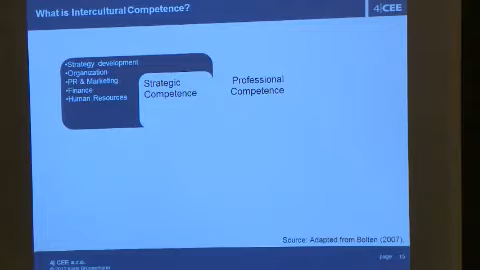 What is Intercultural Competence?
4|CEE
•Strategy development
•Organization
•PR & Marketing
•Finance
•Human Resources
Strategic
Competence
Professional
Competence
Source: Adapted from Bolten (2007).
4| CEE s.r.o.
page 15